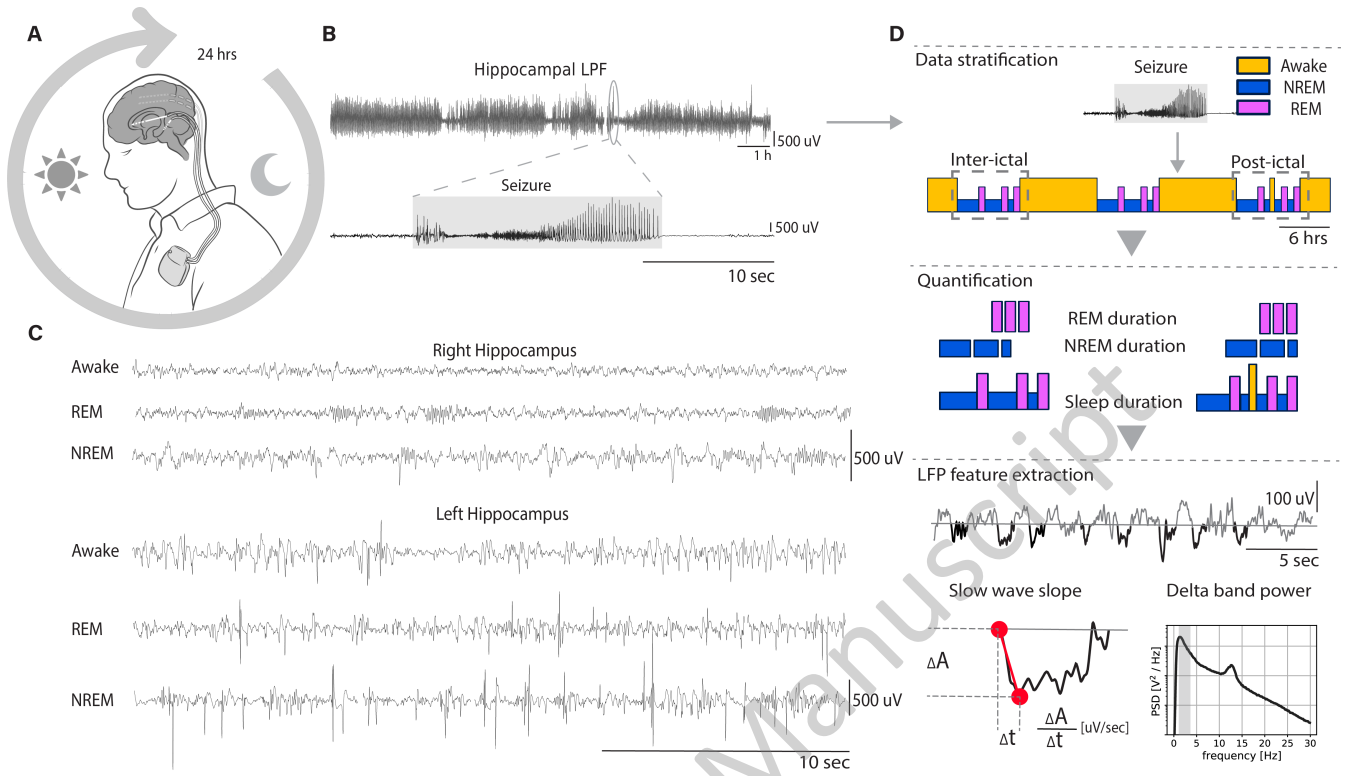 A
24 hrs
B
Hippocampal LPF
500 uV
1 h
Seizure
500 uV
10 sec
C
Right Hippocampus
Awake
REM
NREM
500 uV
Left Hippocampus
Awake
REM
NREM
500 uV
10 sec
D
Data stratification
Seizure
Awake
NREM
REM
Inter-ictal
Post-ictal
6 hrs
Quantification
REM duration
NREM duration
Sleep duration
LFP feature extraction
100 uV
5 sec
Slow wave slope
ΔA
Δt
ΔA
Δt
[uV/sec]
Delta band power
PSD [V² / Hz]
0 5 10 15 20 25 30
frequency [Hz]
Manuscript